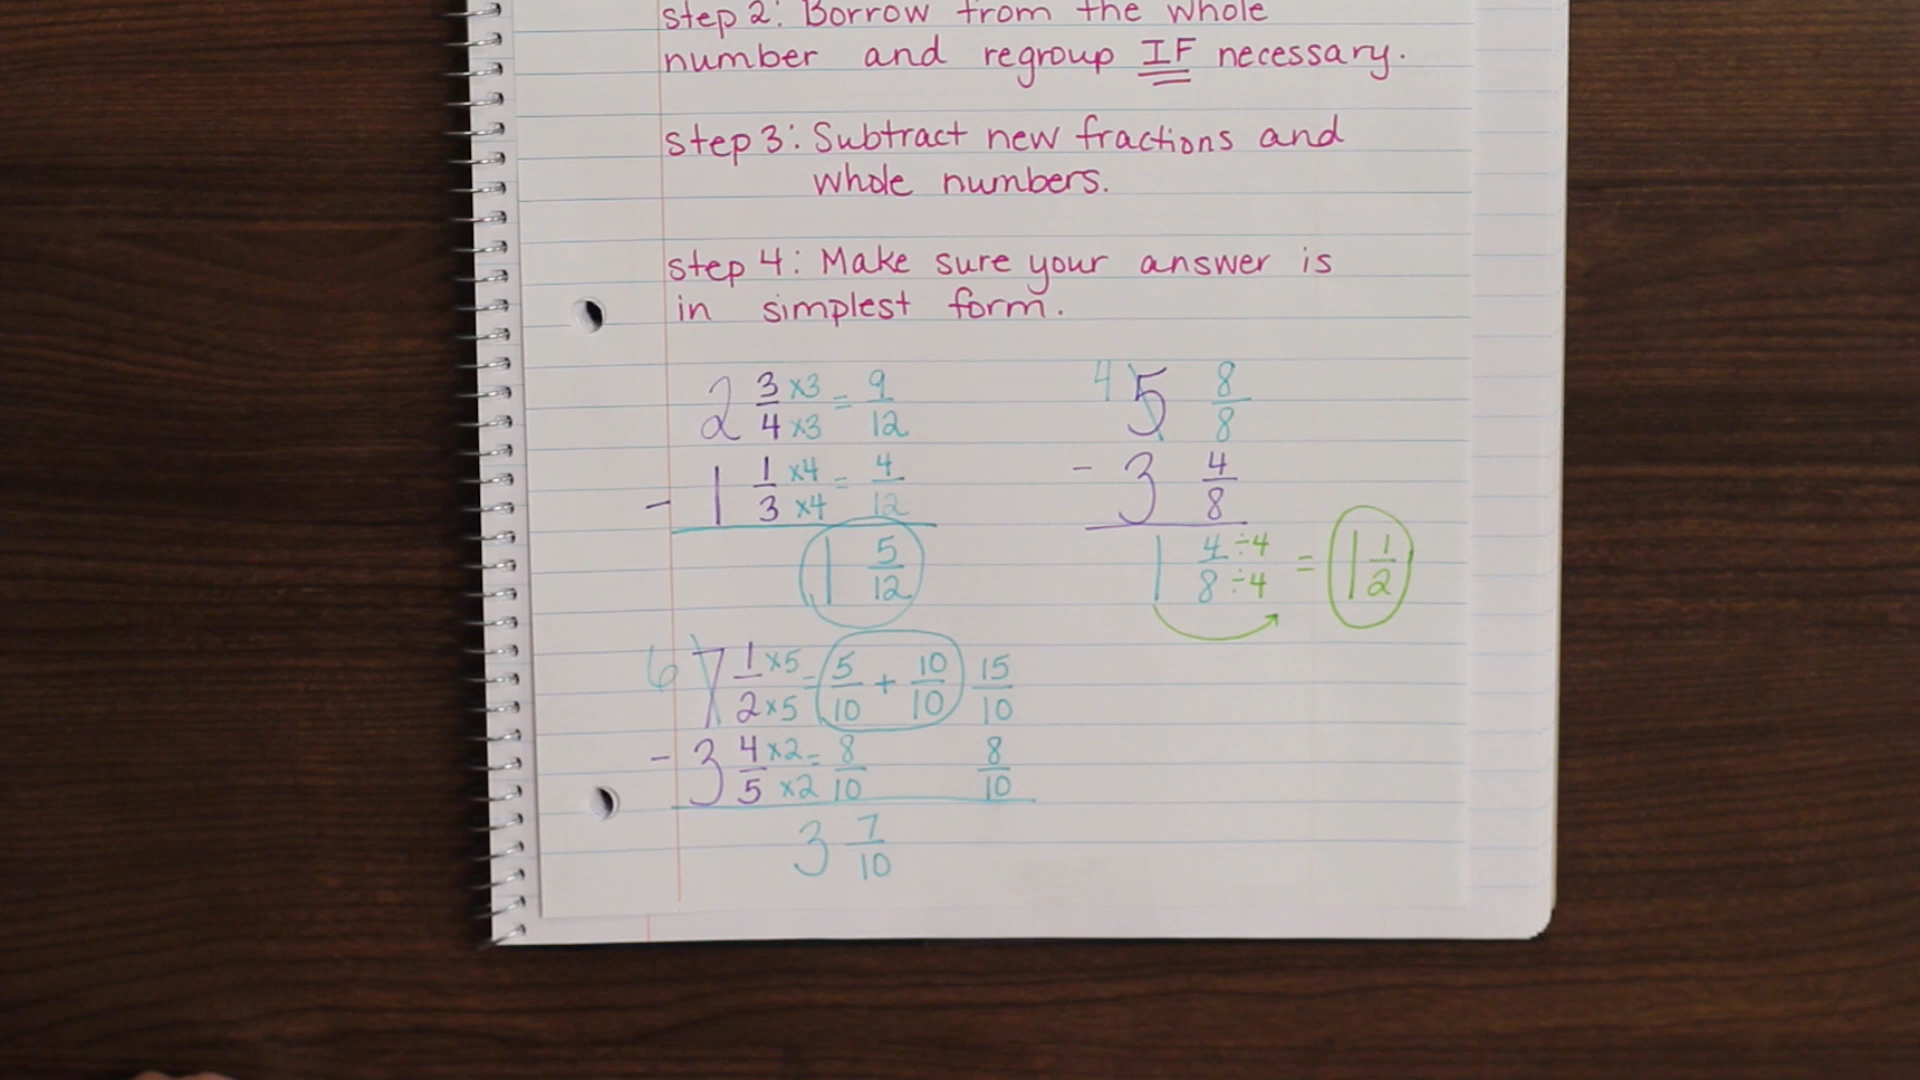 step 2: Borrow from the whole
number and regroup IF necessary.
step 3: Subtract new fractions and
whole numbers.
step 4: Make sure your answer is
in simplest form.
2 3/4 ×3/×3 = 9/12
- 1 1/3 ×4/×4 = 4/12
1 5/12
4 5 8/8
- 3 4/8
1 4/8 ÷4/÷4 = 1 1/2
6 7 1/2 ×5/×5 = 5/10 + 10/10 15/10
- 3 4/5 ×2/×2 = 8/10 8/10
3 7/10